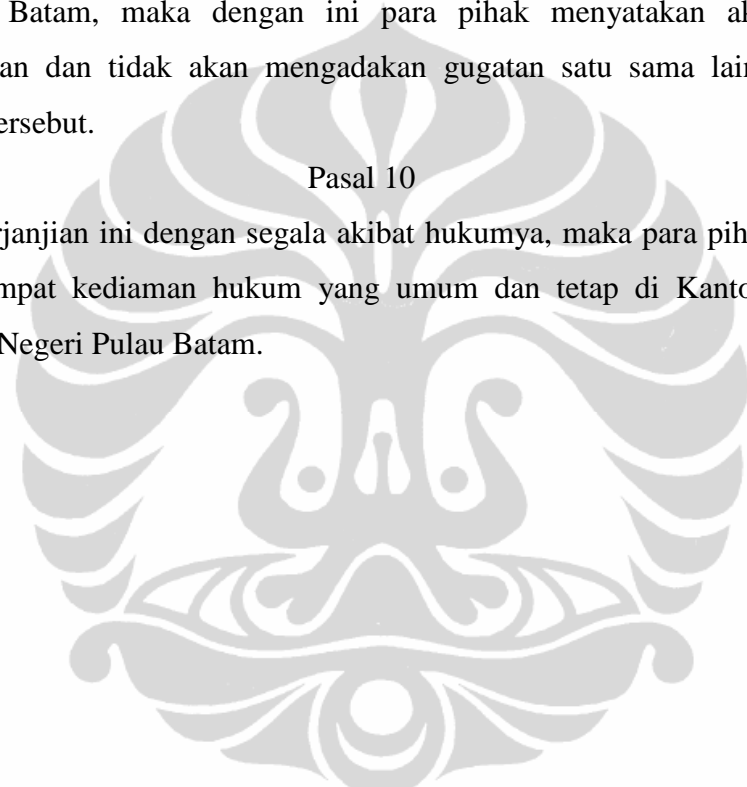 Batam, maka dengan ini para pihak menyatakan ak
an dan tidak akan mengadakan gugatan satu sama lain
ersebut.
Pasal 10
rjanjian ini dengan segala akibat hukumya, maka para pih
mpat kediaman hukum yang umum dan tetap di Kanto
Negeri Pulau Batam.